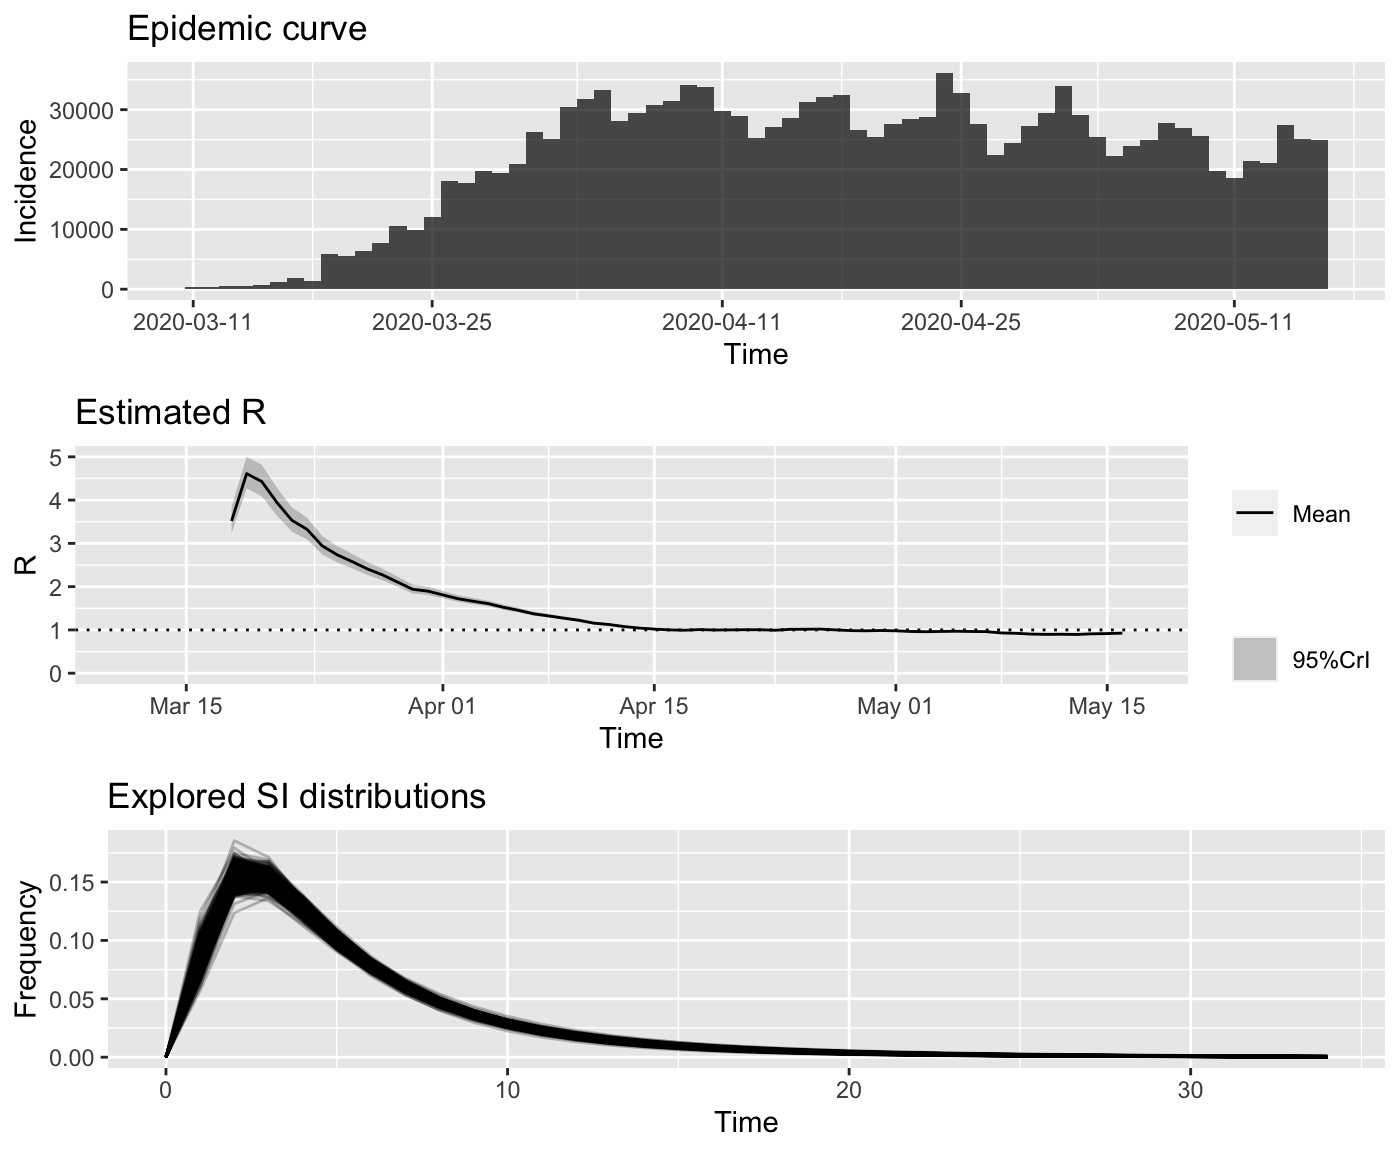 Epidemic curve
Incidence
30000
20000
10000
0
2020-03-11 2020-03-25 2020-04-11 2020-04-25 2020-05-11
Time
Estimated R
R
5
4
3
2
1
0
Mar 15 Apr 01 Apr 15 May 01 May 15
Time
Mean
95%CrI
Explored SI distributions
Frequency
0.15
0.10
0.05
0.00
0 10 20 30
Time